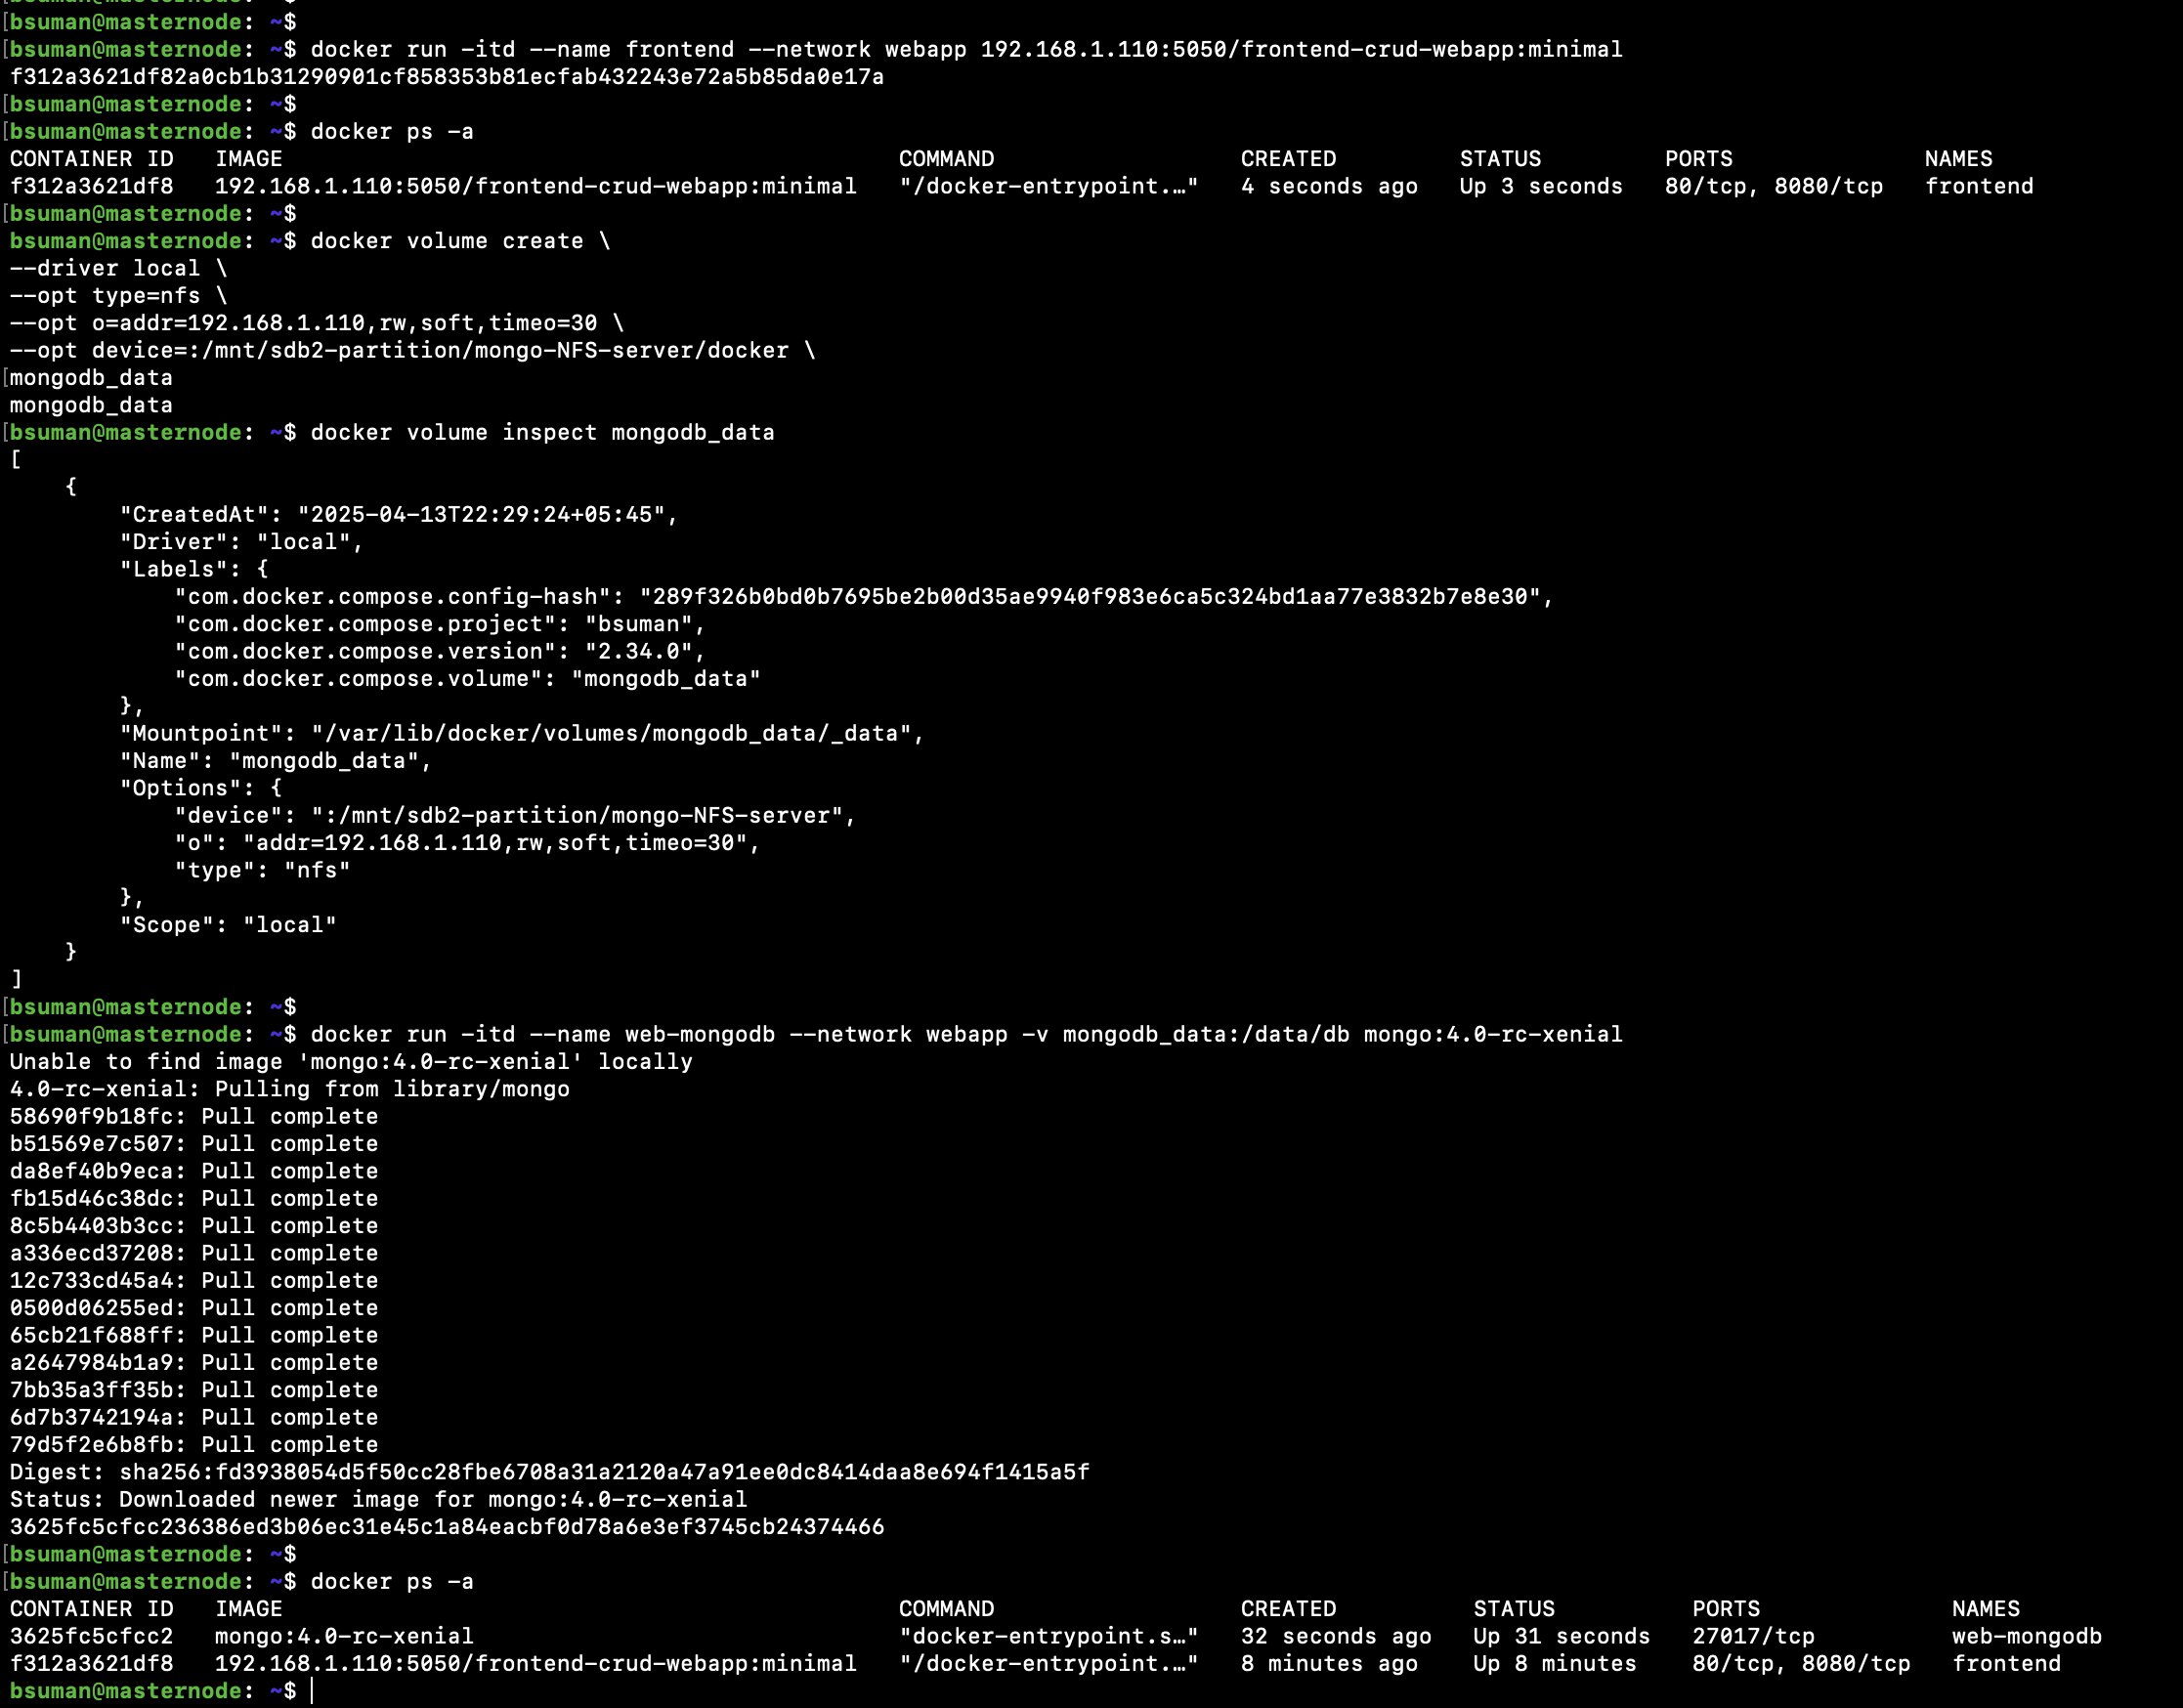 [bsuman@masternode: ~$
[bsuman@masternode: ~$ docker run -itd --name frontend --network webapp 192.168.1.110:5050/frontend-crud-webapp:minimal
f312a3621df82a0cb1b31290901cf858353b81ecfab432243e72a5b85da0e17a
[bsuman@masternode: ~$
[bsuman@masternode: ~$ docker ps -a
CONTAINER ID   IMAGE                                             COMMAND                  CREATED         STATUS         PORTS              NAMES
f312a3621df8   192.168.1.110:5050/frontend-crud-webapp:minimal   "/docker-entrypoint.…"   4 seconds ago   Up 3 seconds   80/tcp, 8080/tcp   frontend
[bsuman@masternode: ~$
bsuman@masternode: ~$ docker volume create \
--driver local \
--opt type=nfs \
--opt o=addr=192.168.1.110,rw,soft,timeo=30 \
--opt device=:/mnt/sdb2-partition/mongo-NFS-server/docker \
[mongodb_data
mongodb_data
[bsuman@masternode: ~$ docker volume inspect mongodb_data
[
    {
        "CreatedAt": "2025-04-13T22:29:24+05:45",
        "Driver": "local",
        "Labels": {
            "com.docker.compose.config-hash": "289f326b0bd0b7695be2b00d35ae9940f983e6ca5c324bd1aa77e3832b7e8e30",
            "com.docker.compose.project": "bsuman",
            "com.docker.compose.version": "2.34.0",
            "com.docker.compose.volume": "mongodb_data"
        },
        "Mountpoint": "/var/lib/docker/volumes/mongodb_data/_data",
        "Name": "mongodb_data",
        "Options": {
            "device": ":/mnt/sdb2-partition/mongo-NFS-server",
            "o": "addr=192.168.1.110,rw,soft,timeo=30",
            "type": "nfs"
        },
        "Scope": "local"
    }
]
[bsuman@masternode: ~$
[bsuman@masternode: ~$ docker run -itd --name web-mongodb --network webapp -v mongodb_data:/data/db mongo:4.0-rc-xenial
Unable to find image 'mongo:4.0-rc-xenial' locally
4.0-rc-xenial: Pulling from library/mongo
58690f9b18fc: Pull complete
b51569e7c507: Pull complete
da8ef40b9eca: Pull complete
fb15d46c38dc: Pull complete
8c5b4403b3cc: Pull complete
a336ecd37208: Pull complete
12c733cd45a4: Pull complete
0500d06255ed: Pull complete
65cb21f688ff: Pull complete
a2647984b1a9: Pull complete
7bb35a3ff35b: Pull complete
6d7b3742194a: Pull complete
79d5f2e6b8fb: Pull complete
Digest: sha256:fd3938054d5f50cc28fbe6708a31a2120a47a91ee0dc8414daa8e694f1415a5f
Status: Downloaded newer image for mongo:4.0-rc-xenial
3625fc5cfcc236386ed3b06ec31e45c1a84eacbf0d78a6e3ef3745cb24374466
[bsuman@masternode: ~$
[bsuman@masternode: ~$ docker ps -a
CONTAINER ID   IMAGE                                             COMMAND                  CREATED          STATUS          PORTS              NAMES
3625fc5cfcc2   mongo:4.0-rc-xenial                               "docker-entrypoint.s…"   32 seconds ago   Up 31 seconds   27017/tcp          web-mongodb
f312a3621df8   192.168.1.110:5050/frontend-crud-webapp:minimal   "/docker-entrypoint.…"   8 minutes ago    Up 8 minutes    80/tcp, 8080/tcp   frontend
bsuman@masternode: ~$